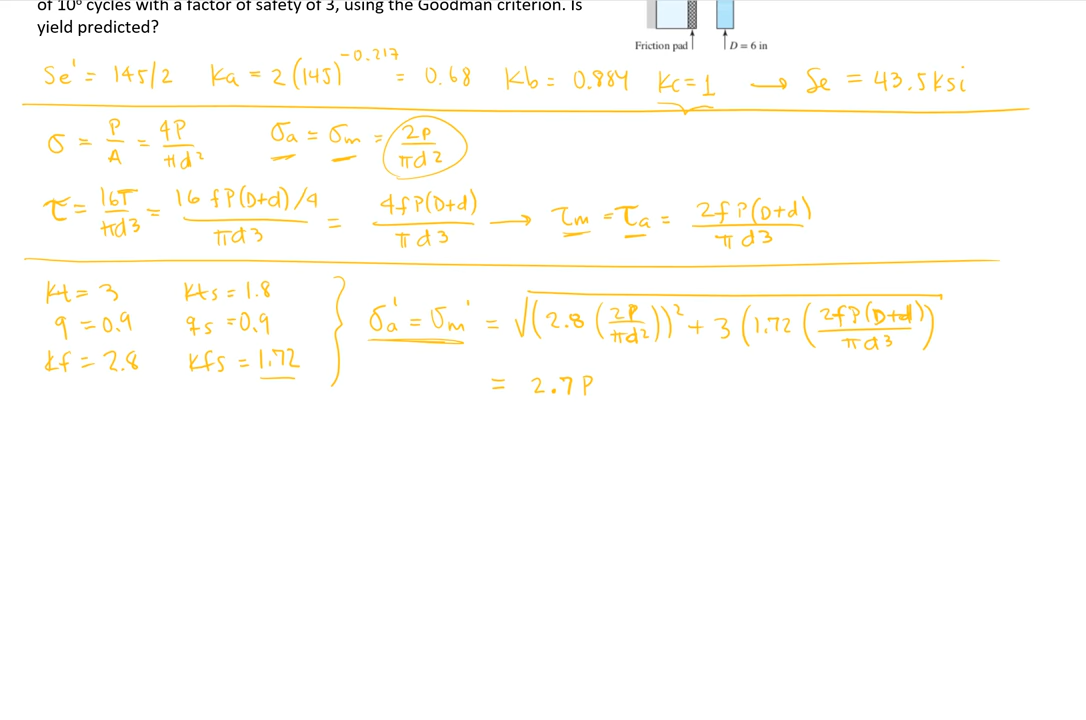 of 10⁶ cycles with a factor of safety of 3, using the Goodman criterion. Is
yield predicted?
Friction pad
D = 6 in
Se' = 145/2 Ka = 2(145)^-0.217 = 0.68 Kb = 0.884 Kc = 1 → Se = 43.5 ksi
σ = P/A = 4P/πd² σa = σm = 2P/πd²
τ = 16T/πd³ = 16 f P(D+d)/4 / πd³ = 4fP(D+d)/πd³ → τm = τa = 2fP(D+d)/πd³
Kt = 3 Kts = 1.8
q = 0.9 qs = 0.9
kf = 2.8 Kfs = 1.72
σa' = σm' = √((2.8(2P/πd²))² + 3(1.72(2fP(D+d)/πd³))
= 2.7P